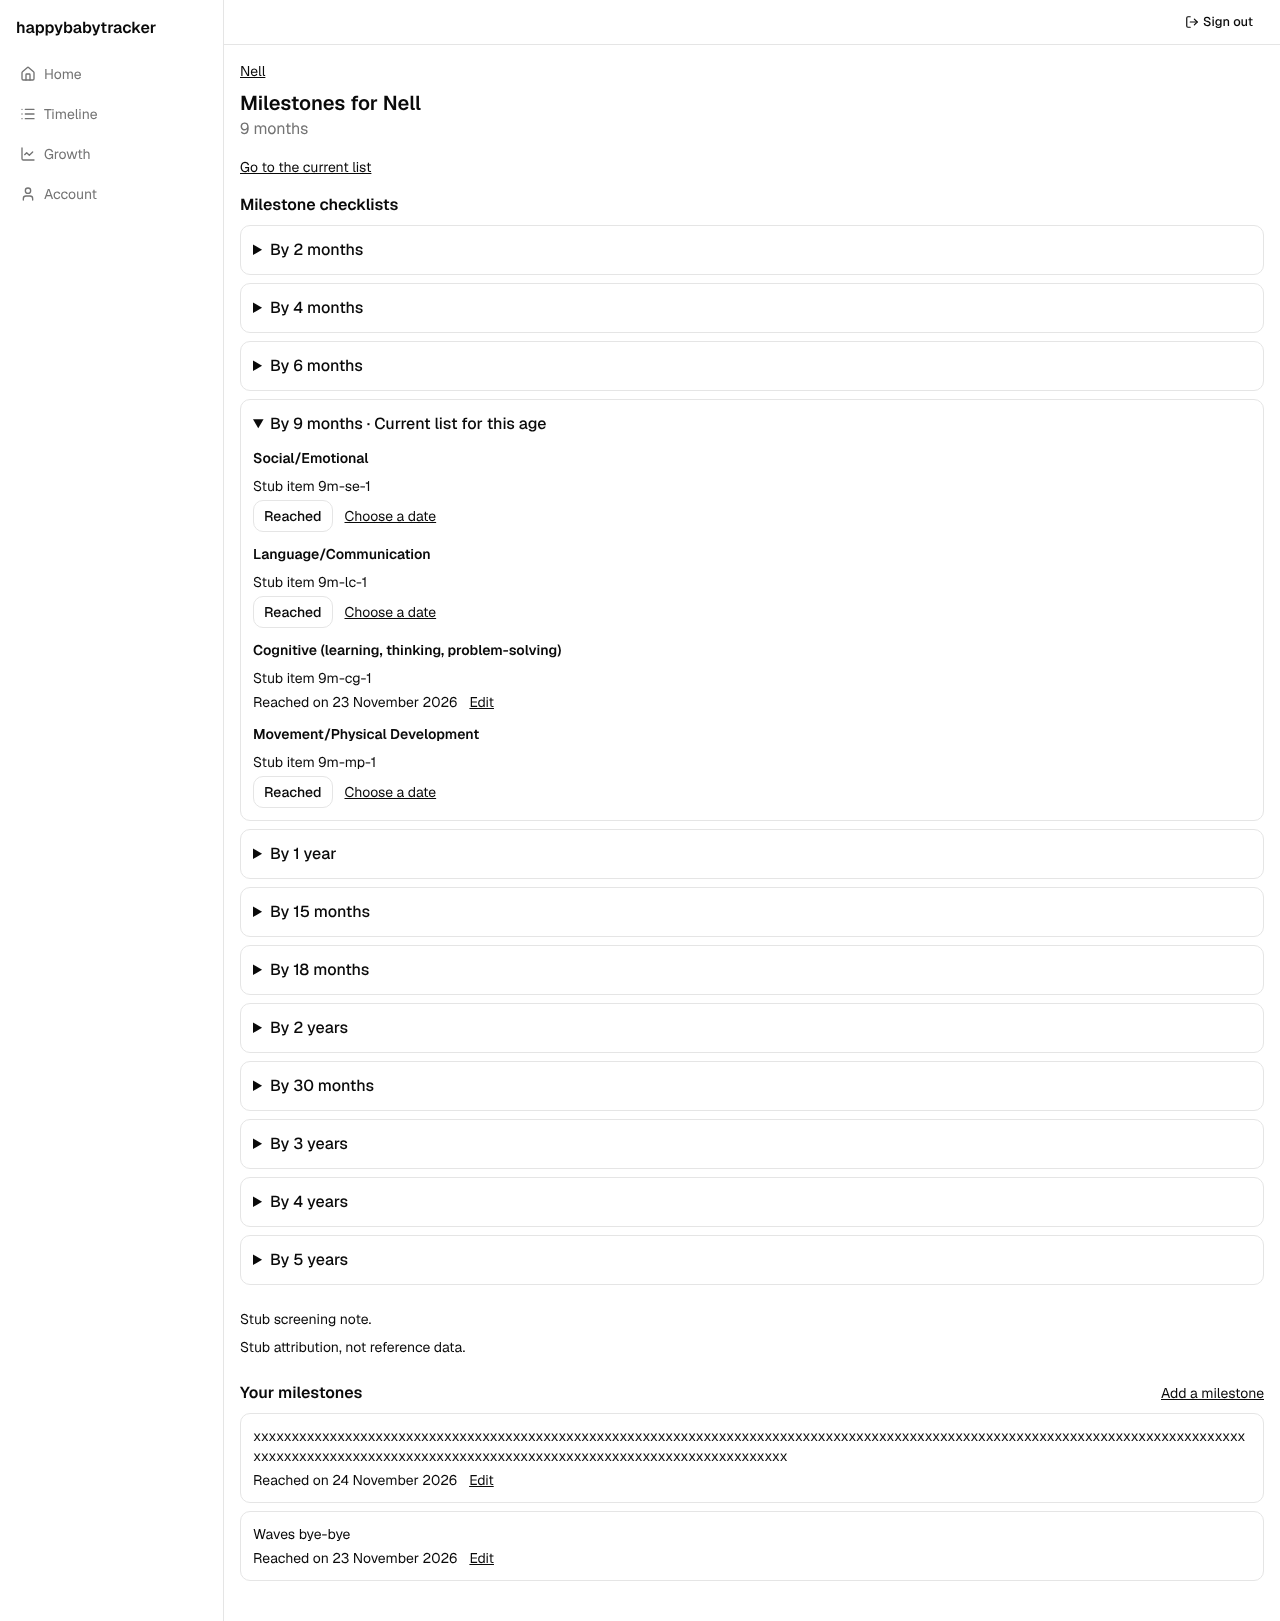 happybabytracker
Sign out
Home
Timeline
Growth
Account
Nell
Milestones for Nell
9 months
Go to the current list
Milestone checklists
By 2 months
By 4 months
By 6 months
By 9 months · Current list for this age
Social/Emotional
Stub item 9m-se-1
Reached Choose a date
Language/Communication
Stub item 9m-lc-1
Reached Choose a date
Cognitive (learning, thinking, problem-solving)
Stub item 9m-cg-1
Reached on 23 November 2026 Edit
Movement/Physical Development
Stub item 9m-mp-1
Reached Choose a date
By 1 year
By 15 months
By 18 months
By 2 years
By 30 months
By 3 years
By 4 years
By 5 years
Stub screening note.
Stub attribution, not reference data.
Your milestones Add a milestone
Reached on 24 November 2026 Edit
Waves bye-bye
Reached on 23 November 2026 Edit